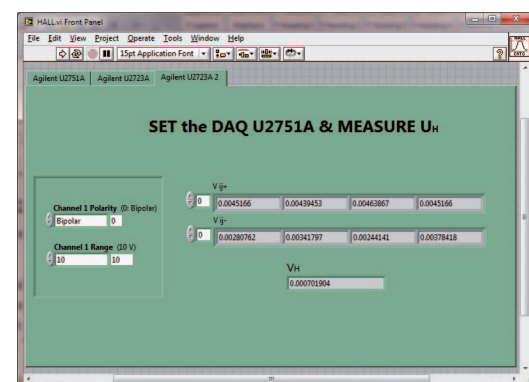 HALL.vi Front Panel
File Edit View Project Operate Tools Window Help
15pt Application Font
HALL
Agilent U2751A Agilent U2723A Agilent U2723A 2
SET the DAQ U2751A & MEASURE UH
Channel 1 Polarity (0: Bipolar)
Bipolar 0
Channel 1 Range (10 V)
10 10
V ij+
0 0.0045166 0.00439453 0.00463867 0.0045166
V ij-
0 0.00280762 0.00341797 0.00244141 0.00378418
VH
0.000701904